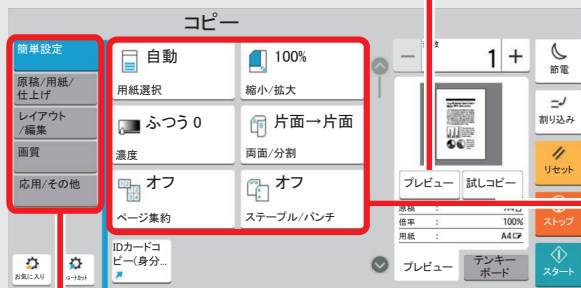 コピー
簡単設定
原稿/用紙/
仕上げ
レイアウト
/編集
画質
応用/その他
お気に入り
自動
用紙選択
100%
縮小/拡大
ふつう 0
濃度
片面→片面
両面/分割
オフ
ページ集約
オフ
ステープル/パンチ
IDカードコ
ピー(身分...
1
プレビュー
試しコピー
原稿 :
倍率 : 100%
用紙 : A4
プレビュー
テンキー
ボード
節電
割り込み
リセット
ストップ
スタート